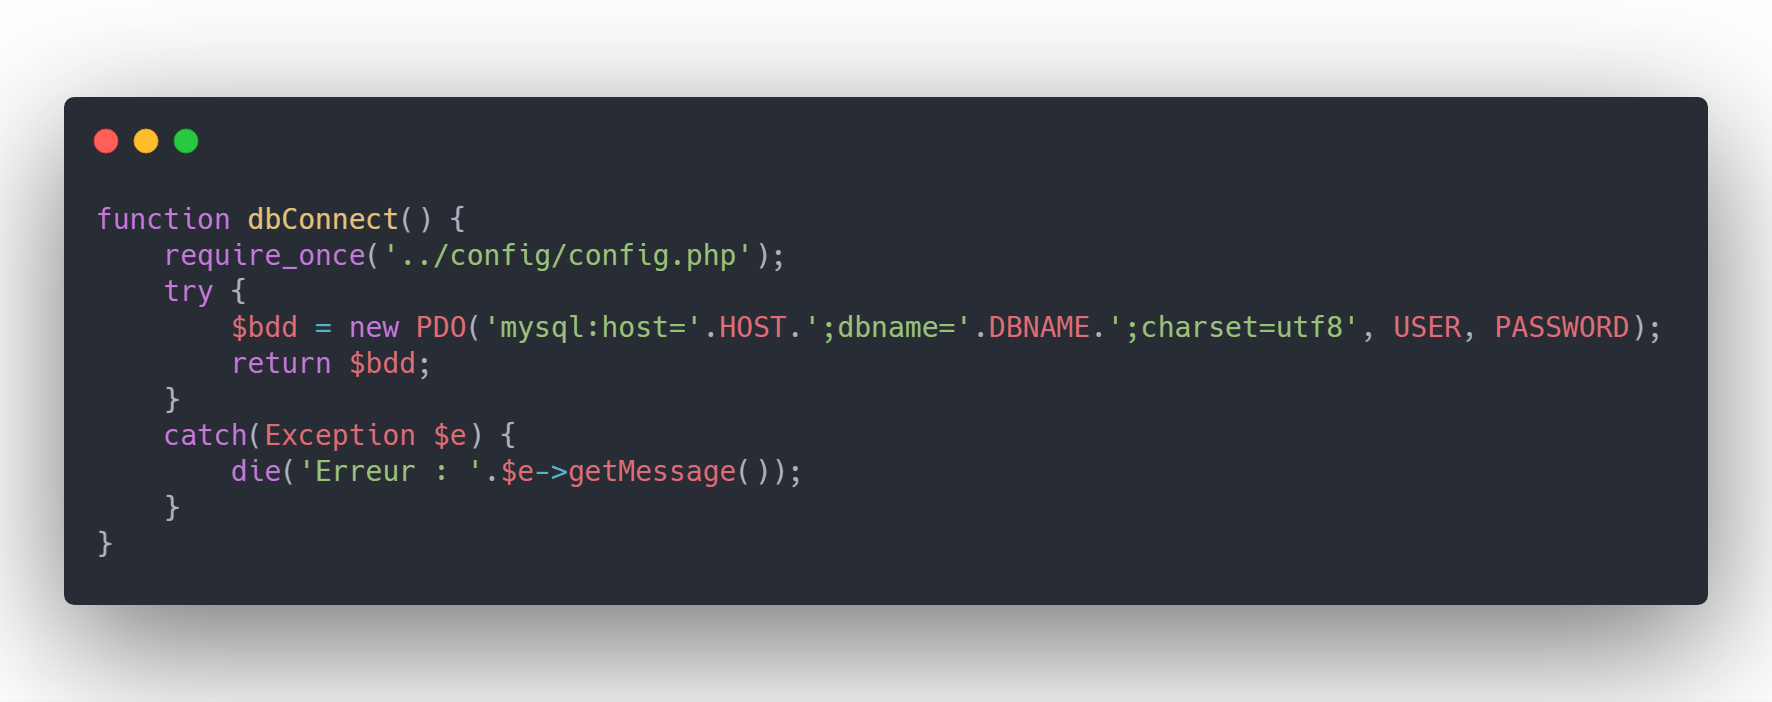 function dbConnect() {
    require_once('../config/config.php');
    try {
        $bdd = new PDO('mysql:host='.HOST.';dbname='.DBNAME.';charset=utf8', USER, PASSWORD);
        return $bdd;
    }
    catch(Exception $e) {
        die('Erreur : '.$e->getMessage());
    }
}